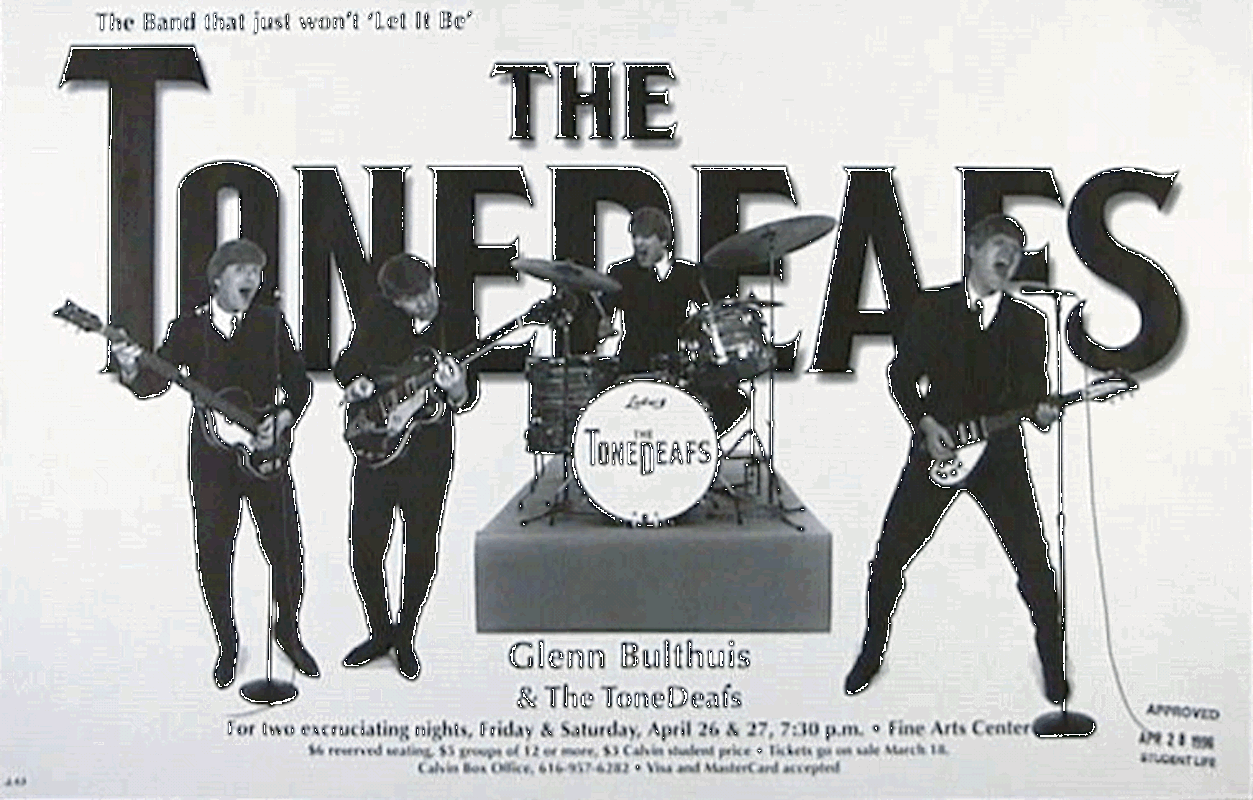 The Band that just won't 'Let It Be'
THE
TONEDEAFS
Ludwig
THE
TONEDEAFS
Glenn Bulthuis
& The ToneDeafs
For two excruciating nights, Friday & Saturday, April 26 & 27, 7:30 p.m. • Fine Arts Center
$6 reserved seating, $5 groups of 12 or more, $3 Calvin student price • Tickets go on sale March 18.
Calvin Box Office, 616-957-6282 • Visa and MasterCard accepted
APPROVED
APR 28 1996
STUDENT LIFE